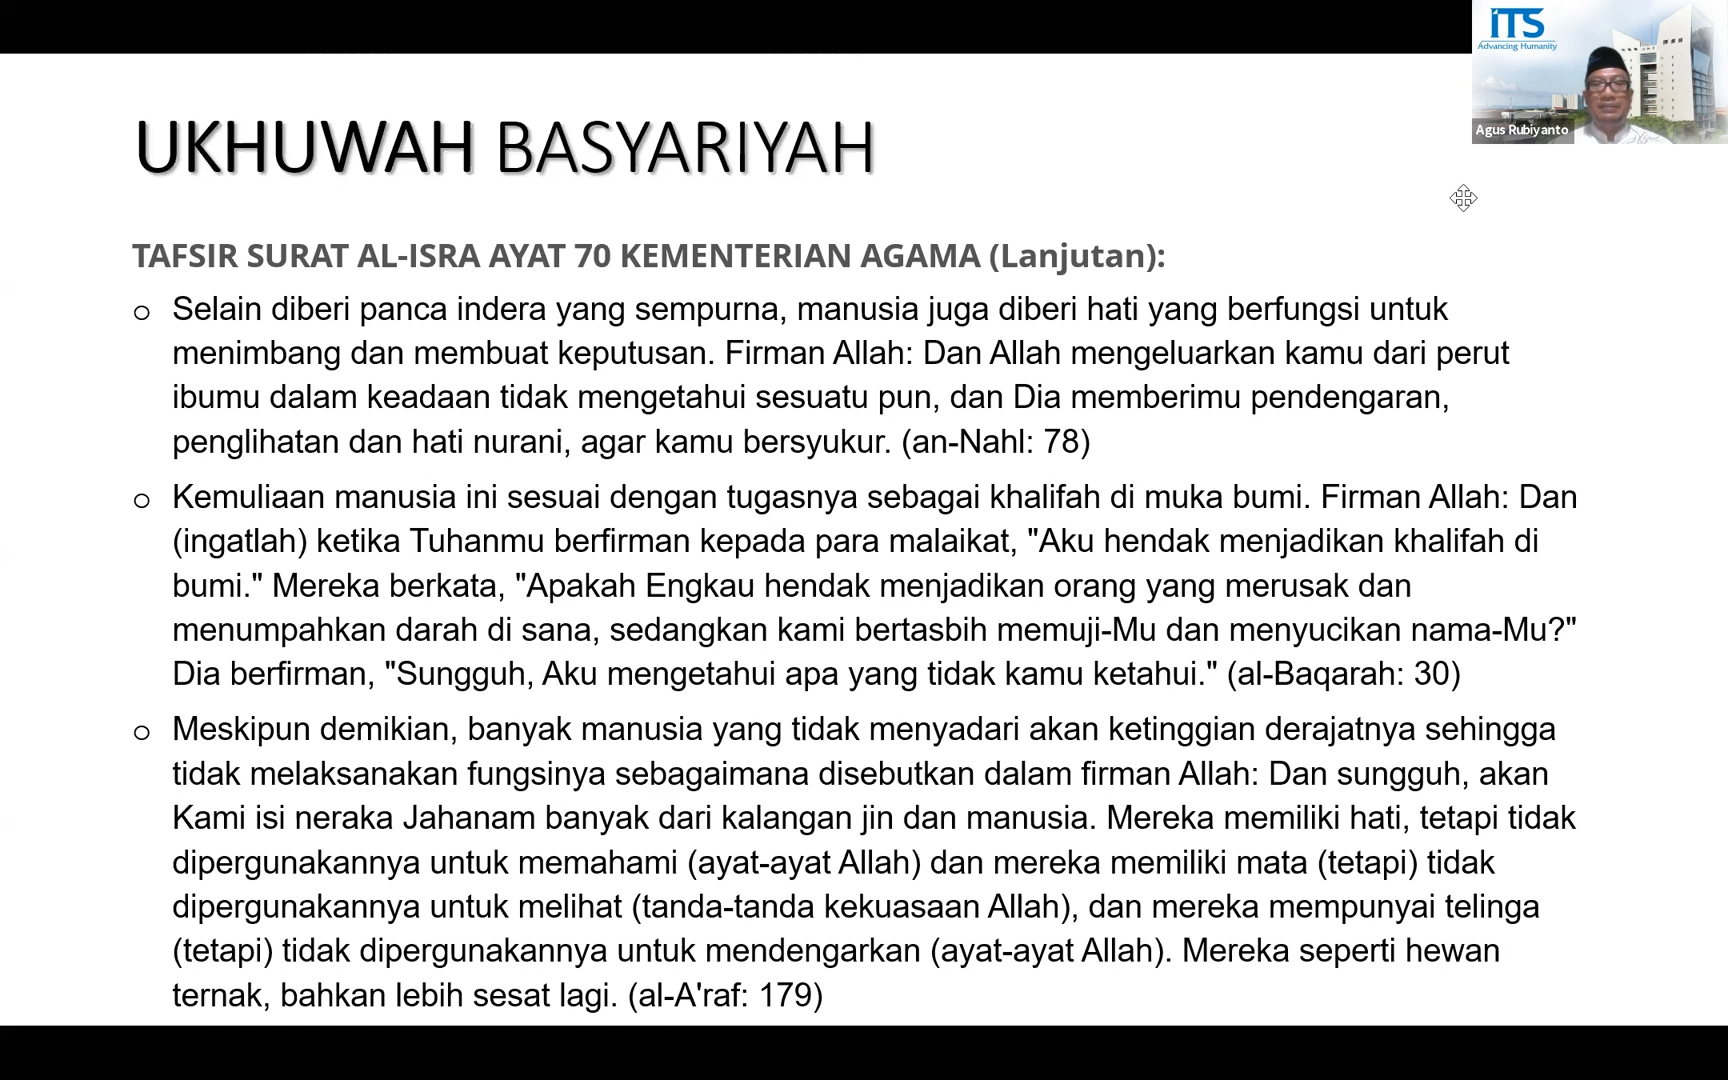 iTS
Advancing Humanity
Agus Rubiyanto
UKHUWAH BASYARIYAH
TAFSIR SURAT AL-ISRA AYAT 70 KEMENTERIAN AGAMA (Lanjutan):
o Selain diberi panca indera yang sempurna, manusia juga diberi hati yang berfungsi untuk
menimbang dan membuat keputusan. Firman Allah: Dan Allah mengeluarkan kamu dari perut
ibumu dalam keadaan tidak mengetahui sesuatu pun, dan Dia memberimu pendengaran,
penglihatan dan hati nurani, agar kamu bersyukur. (an-Nahl: 78)
o Kemuliaan manusia ini sesuai dengan tugasnya sebagai khalifah di muka bumi. Firman Allah: Dan
(ingatlah) ketika Tuhanmu berfirman kepada para malaikat, "Aku hendak menjadikan khalifah di
bumi." Mereka berkata, "Apakah Engkau hendak menjadikan orang yang merusak dan
menumpahkan darah di sana, sedangkan kami bertasbih memuji-Mu dan menyucikan nama-Mu?"
Dia berfirman, "Sungguh, Aku mengetahui apa yang tidak kamu ketahui." (al-Baqarah: 30)
o Meskipun demikian, banyak manusia yang tidak menyadari akan ketinggian derajatnya sehingga
tidak melaksanakan fungsinya sebagaimana disebutkan dalam firman Allah: Dan sungguh, akan
Kami isi neraka Jahanam banyak dari kalangan jin dan manusia. Mereka memiliki hati, tetapi tidak
dipergunakannya untuk memahami (ayat-ayat Allah) dan mereka memiliki mata (tetapi) tidak
dipergunakannya untuk melihat (tanda-tanda kekuasaan Allah), dan mereka mempunyai telinga
(tetapi) tidak dipergunakannya untuk mendengarkan (ayat-ayat Allah). Mereka seperti hewan
ternak, bahkan lebih sesat lagi. (al-A'raf: 179)